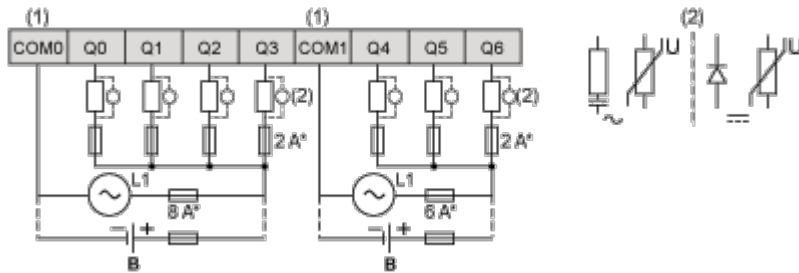 (1) (1) (2)
COM0 Q0 Q1 Q2 Q3 COM1 Q4 Q5 Q6
U U
(2) (2)
2 A* 2 A*
L1 L1
8 A* 6 A*
− + − +
B B